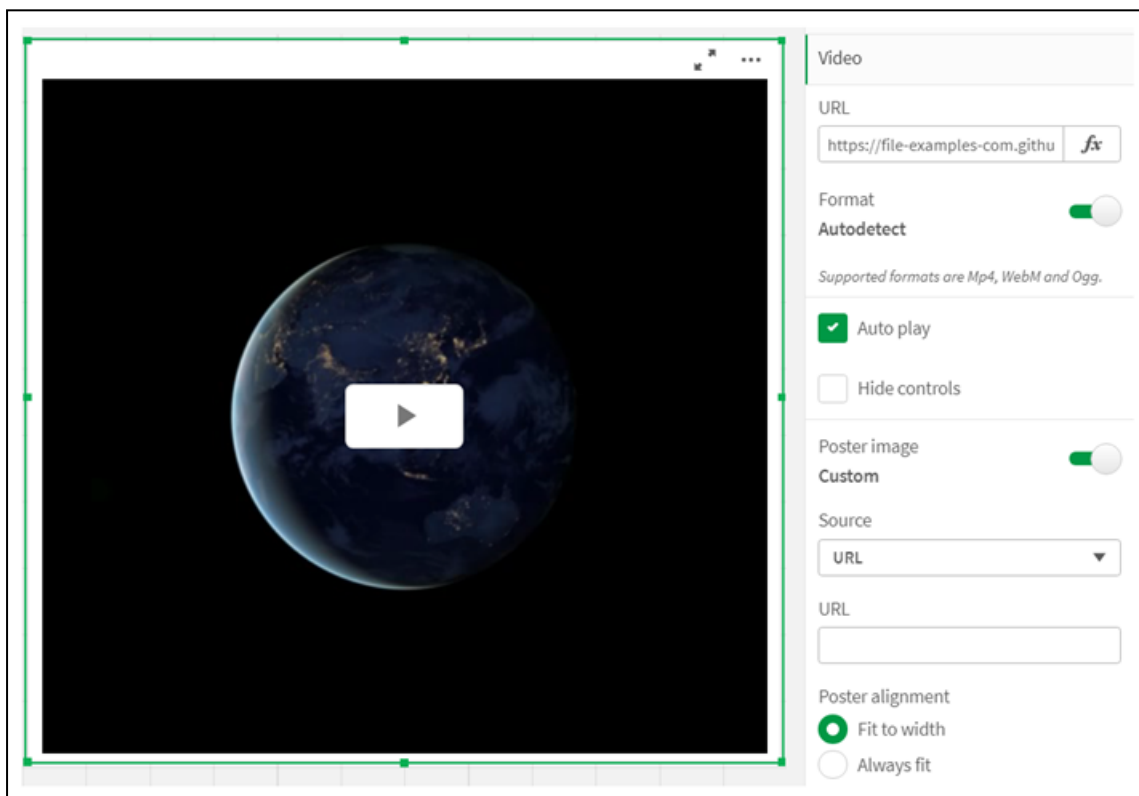 Video
URL
https://file-examples-com.githu
fx
Format
Autodetect
Supported formats are Mp4, WebM and Ogg.
Auto play
Hide controls
Poster image
Custom
Source
URL
URL
Poster alignment
Fit to width
Always fit